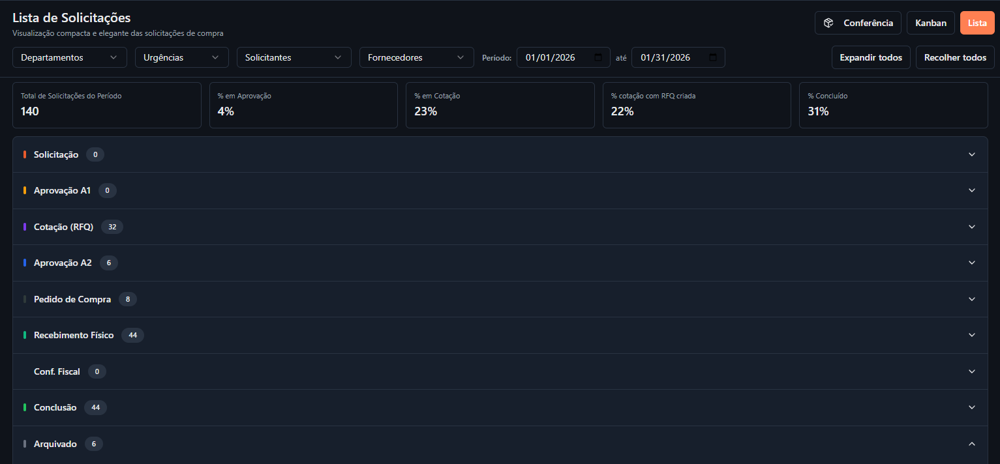 Lista de Solicitações
Visualização compacta e elegante das solicitações de compra
Conferência
Kanban
Lista
Departamentos
Urgências
Solicitantes
Fornecedores
Período:
01/01/2026
até
01/31/2026
Expandir todos
Recolher todos
Total de Solicitações do Período
140
% em Aprovação
4%
% em Cotação
23%
% cotação com RFQ criada
22%
% Concluído
31%
Solicitação 0
Aprovação A1 0
Cotação (RFQ) 32
Aprovação A2 6
Pedido de Compra 8
Recebimento Físico 44
Conf. Fiscal 0
Conclusão 44
Arquivado 6